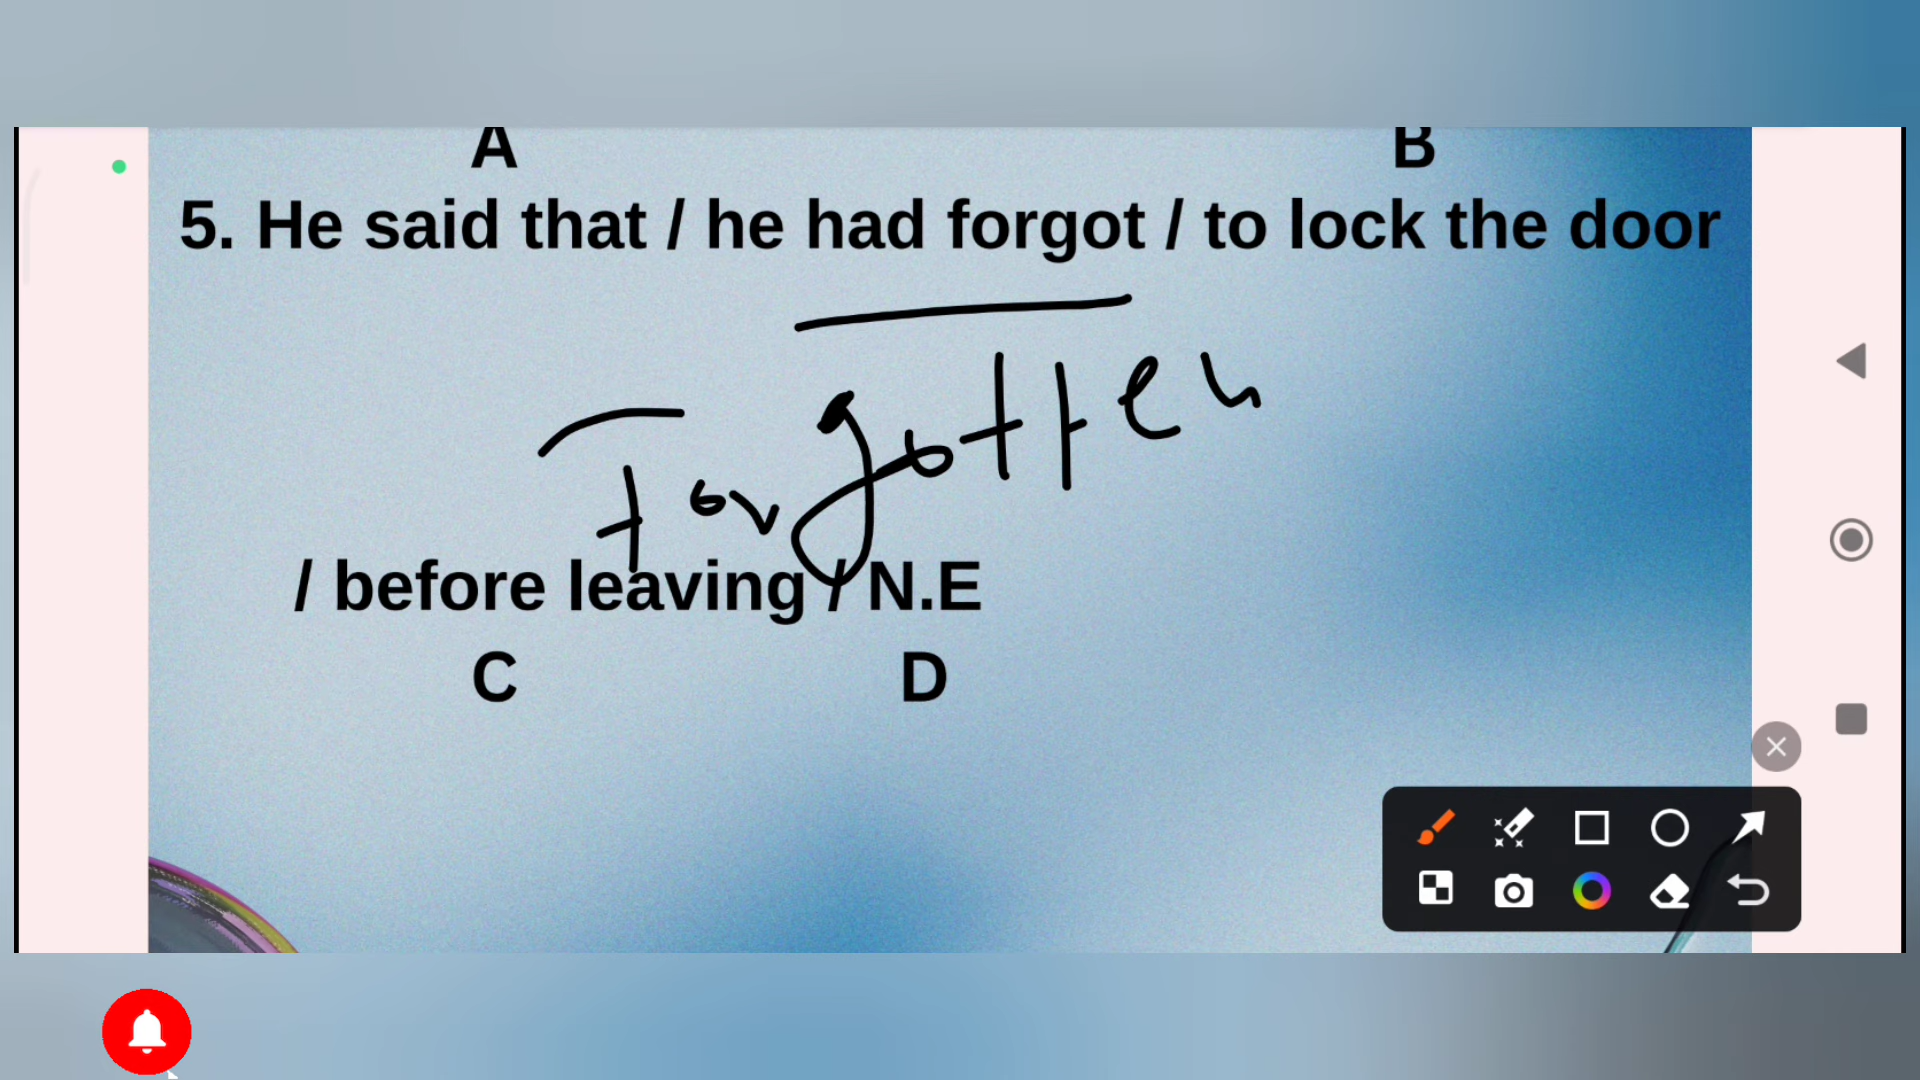 A B
5. He said that / he had forgot / to lock the door
forgotten
/ before leaving / N.E
C D